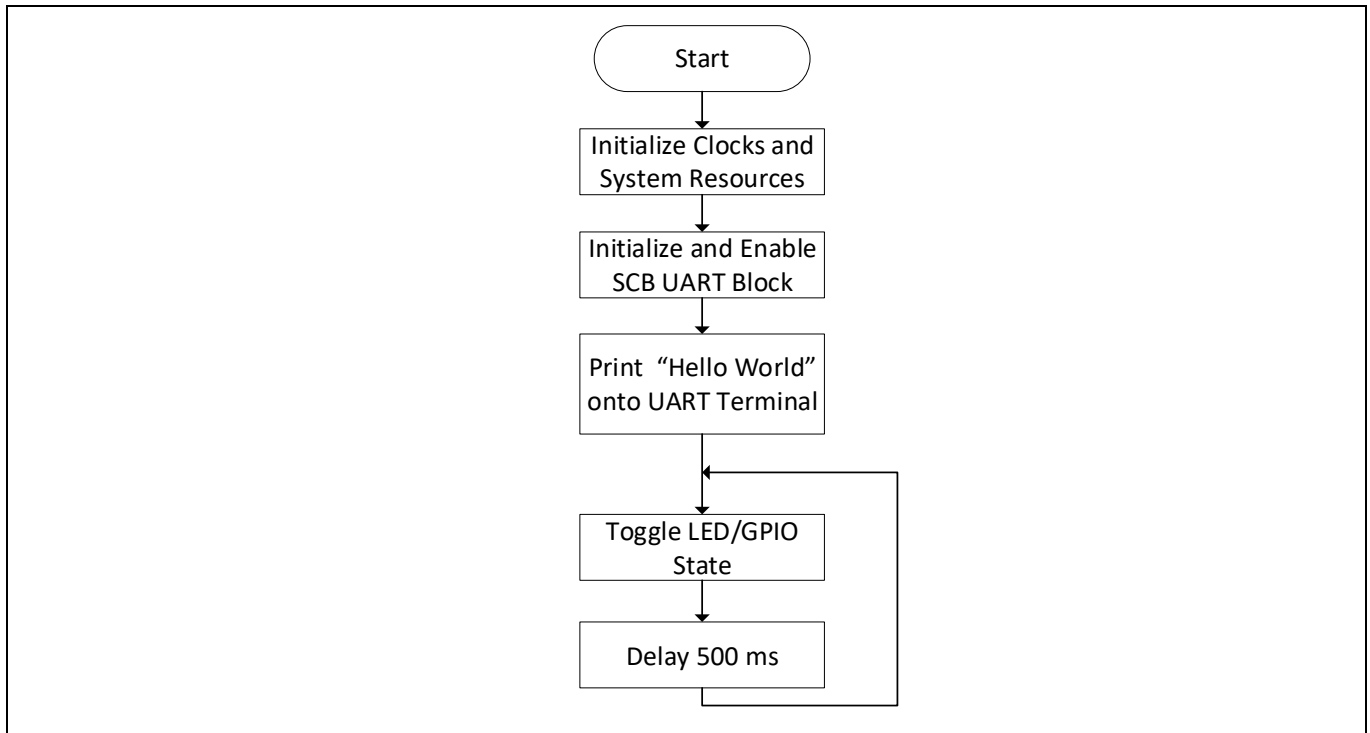 Start
Initialize Clocks and
System Resources
Initialize and Enable
SCB UART Block
Print  “Hello World”
onto UART Terminal
Toggle LED/GPIO
State
Delay 500 ms